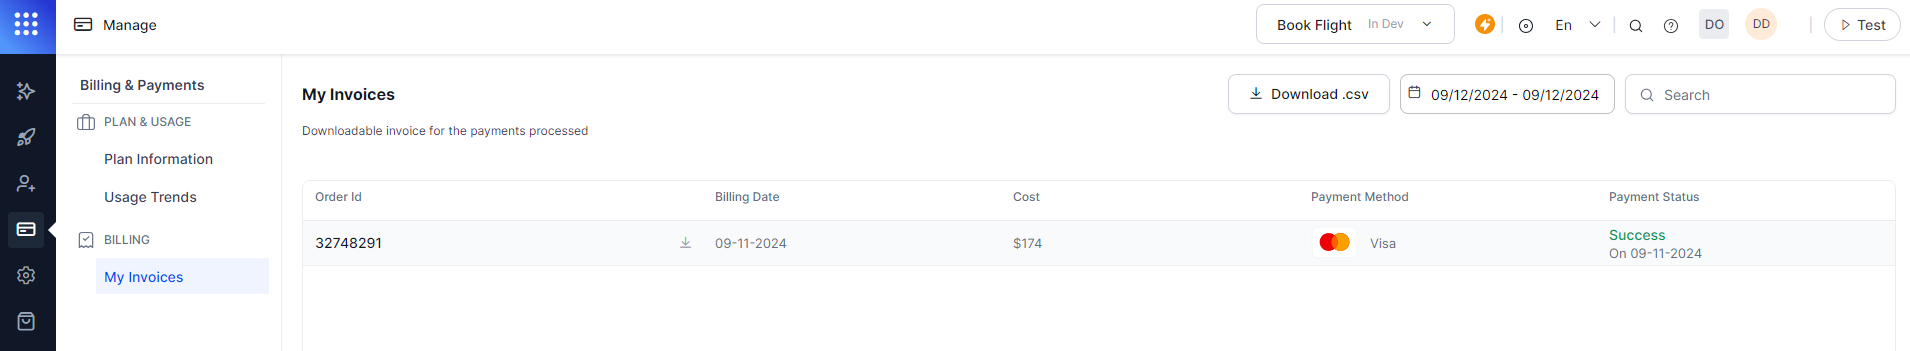 Manage
Book Flight In Dev
En
DO
DD
Test
Billing & Payments
PLAN & USAGE
Plan Information
Usage Trends
BILLING
My Invoices
My Invoices
Download .csv
09/12/2024 - 09/12/2024
Search
Downloadable invoice for the payments processed
Order Id Billing Date Cost Payment Method Payment Status
32748291 09-11-2024 $174 Visa Success
On 09-11-2024